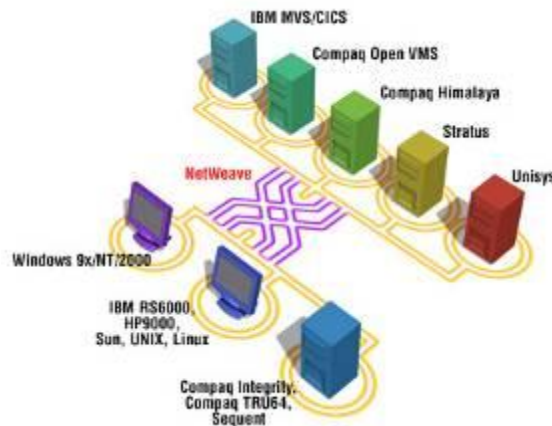 IBM MVS/CICS
Compaq Open VMS
Compaq Himalaya
Stratus
Unisys
NetWeave
Windows 9x/NT/2000
IBM RS6000,
HP9000,
Sun, UNIX, Linux
Compaq Integrity,
Compaq TRU64,
Sequent